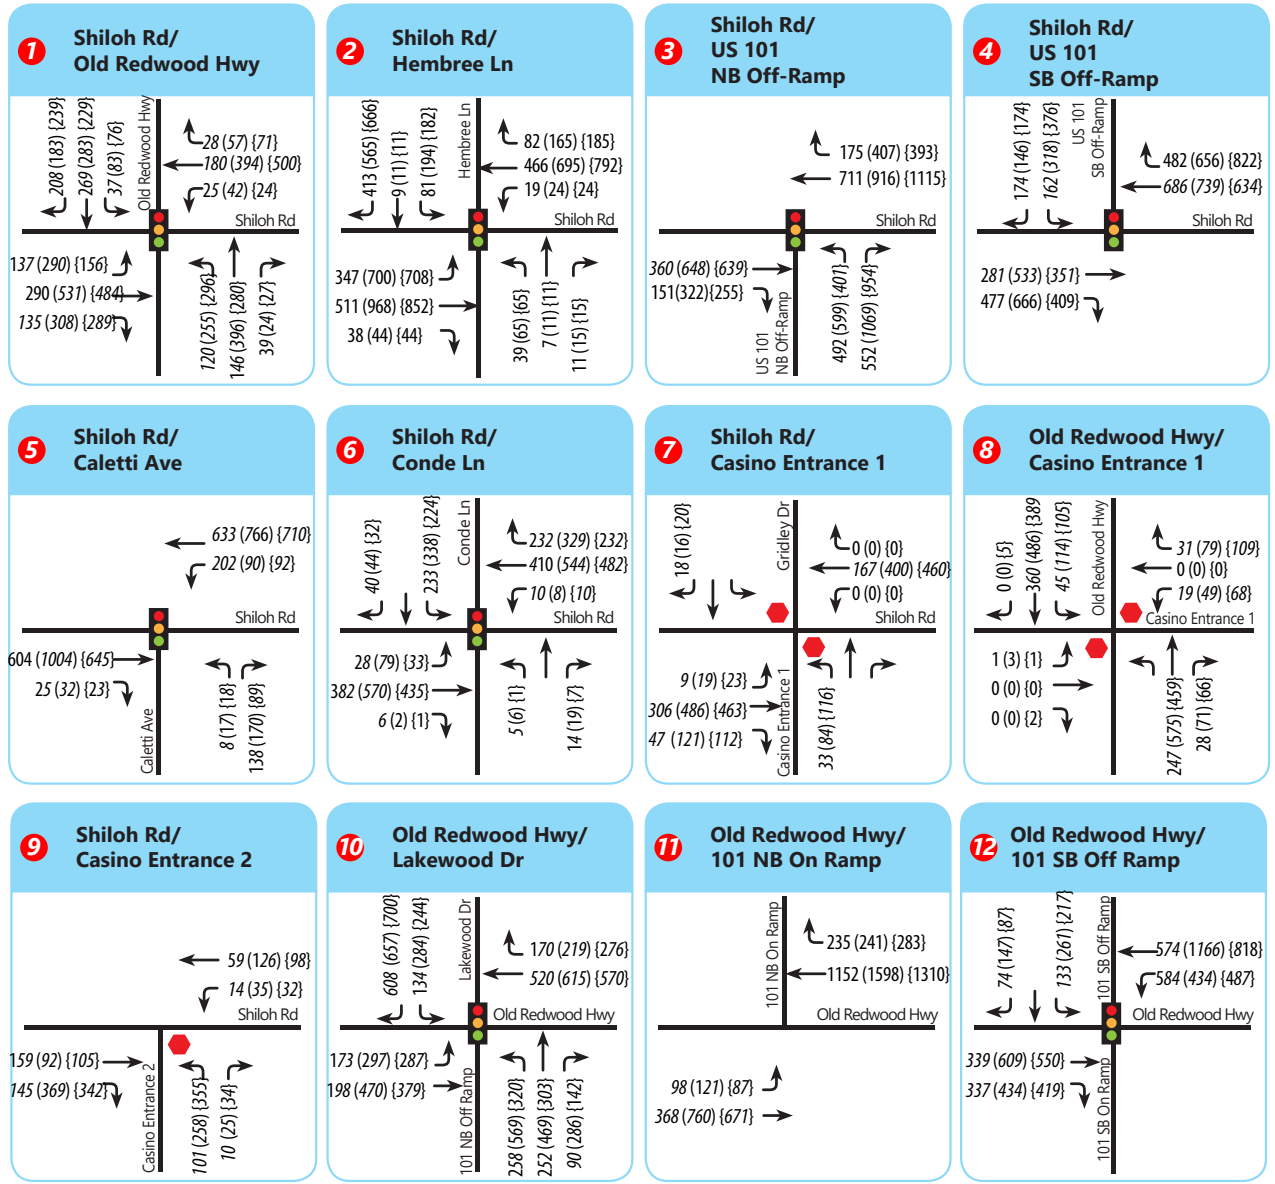 1
Shiloh Rd/
Old Redwood Hwy
208 (183) {239}
269 (283) {229}
37 (83) {76}
Old Redwood Hwy
28 (57) {71}
180 (394) {500}
25 (42) {24}
Shiloh Rd
137 (290) {156}
290 (531) {484}
135 (308) {289}
120 (255) {296}
146 (396) {280}
39 (24) {27}
2
Shiloh Rd/
Hembree Ln
413 (565) {666}
9 (11) {11}
81 (194) {182}
Hembree Ln
82 (165) {185}
466 (695) {792}
19 (24) {24}
Shiloh Rd
347 (700) {708}
511 (968) {852}
38 (44) {44}
39 (65) {65}
7 (11) {11}
11 (15) {15}
3
Shiloh Rd/
US 101
NB Off-Ramp
175 (407) {393}
711 (916) {1115}
Shiloh Rd
360 (648) {639}
151(322){255}
US 101
NB Off-Ramp
492 (599) {401}
552 (1069) {954}
4
Shiloh Rd/
US 101
SB Off-Ramp
174 (146) {174}
162 (318) {376}
US 101
SB Off-Ramp
482 (656) {822}
686 (739) {634}
Shiloh Rd
281 (533) {351}
477 (666) {409}
5
Shiloh Rd/
Caletti Ave
633 (766) {710}
202 (90) {92}
Shiloh Rd
604 (1004) {645}
25 (32) {23}
Caletti Ave
8 (17) {18}
138 (170) {89}
6
Shiloh Rd/
Conde Ln
40 (44) {32}
233 (338) {224}
Conde Ln
232 (329) {232}
410 (544) {482}
10 (8) {10}
Shiloh Rd
28 (79) {33}
382 (570) {435}
6 (2) {1}
5 (6) {1}
14 (19) {7}
7
Shiloh Rd/
Casino Entrance 1
18 (16) {20}
Gridley Dr
0 (0) {0}
167 (400) {460}
0 (0) {0}
Shiloh Rd
9 (19) {23}
306 (486) {463}
47 (121) {112}
Casino Entrance 1
33 (84) {116}
8
Old Redwood Hwy/
Casino Entrance 1
0 (0) {5}
360 (486) {389
45 (114) {105}
Old Redwood Hwy
31 (79) {109}
0 (0) {0}
19 (49) {68}
Casino Entrance 1
1 (3) {1}
0 (0) {0}
0 (0) {2}
247 (575) {459}
28 (71) {66}
9
Shiloh Rd/
Casino Entrance 2
59 (126) {98}
14 (35) {32}
Shiloh Rd
159 (92) {105}
145 (369) {342}
Casino Entrance 2
101 (258) {355}
10 (25) {34}
10
Old Redwood Hwy/
Lakewood Dr
608 (657) {700}
134 (284) {244}
Lakewood Dr
170 (219) {276}
520 (615) {570}
Old Redwood Hwy
173 (297) {287}
198 (470) {379}
101 NB Off Ramp
258 (569) {320}
252 (469) {303}
90 (286) {142}
11
Old Redwood Hwy/
101 NB On Ramp
101 NB On Ramp
235 (241) {283}
1152 (1598) {1310}
Old Redwood Hwy
98 (121) {87}
368 (760) {671}
12
Old Redwood Hwy/
101 SB Off Ramp
74 (147) {87}
133 (261) {217}
101 SB Off Ramp
574 (1166) {818}
584 (434) {487}
Old Redwood Hwy
339 (609) {550}
337 (434) {419}
101 SB On Ramp